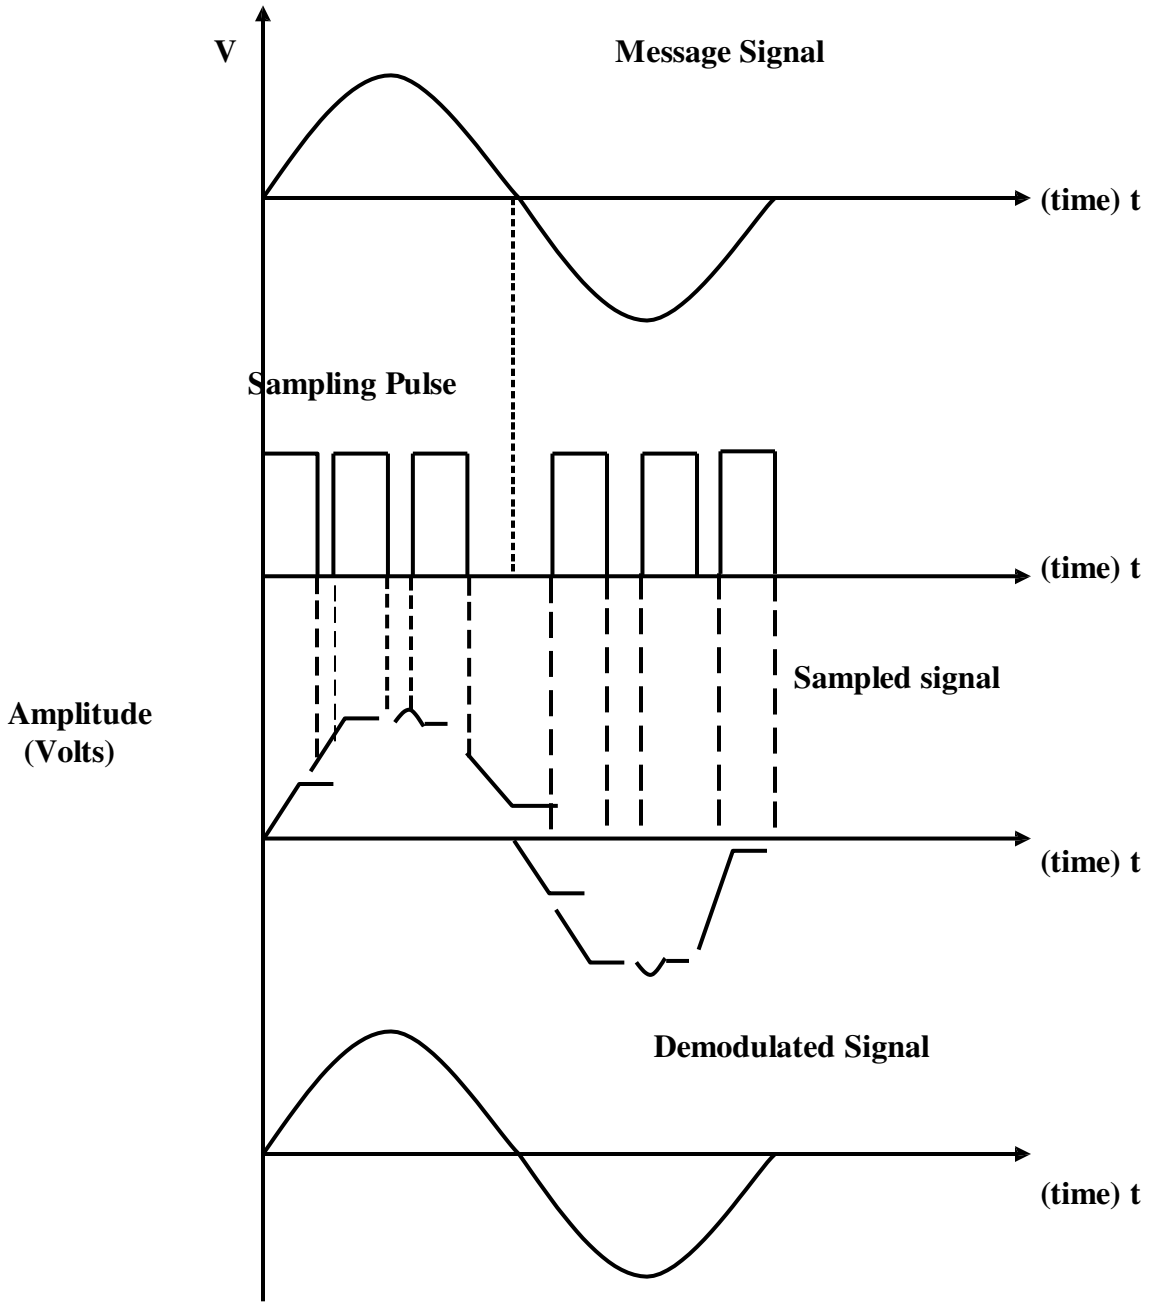 V
Message Signal
(time) t
Sampling Pulse
(time) t
Sampled signal
Amplitude
(Volts)
(time) t
Demodulated Signal
(time) t